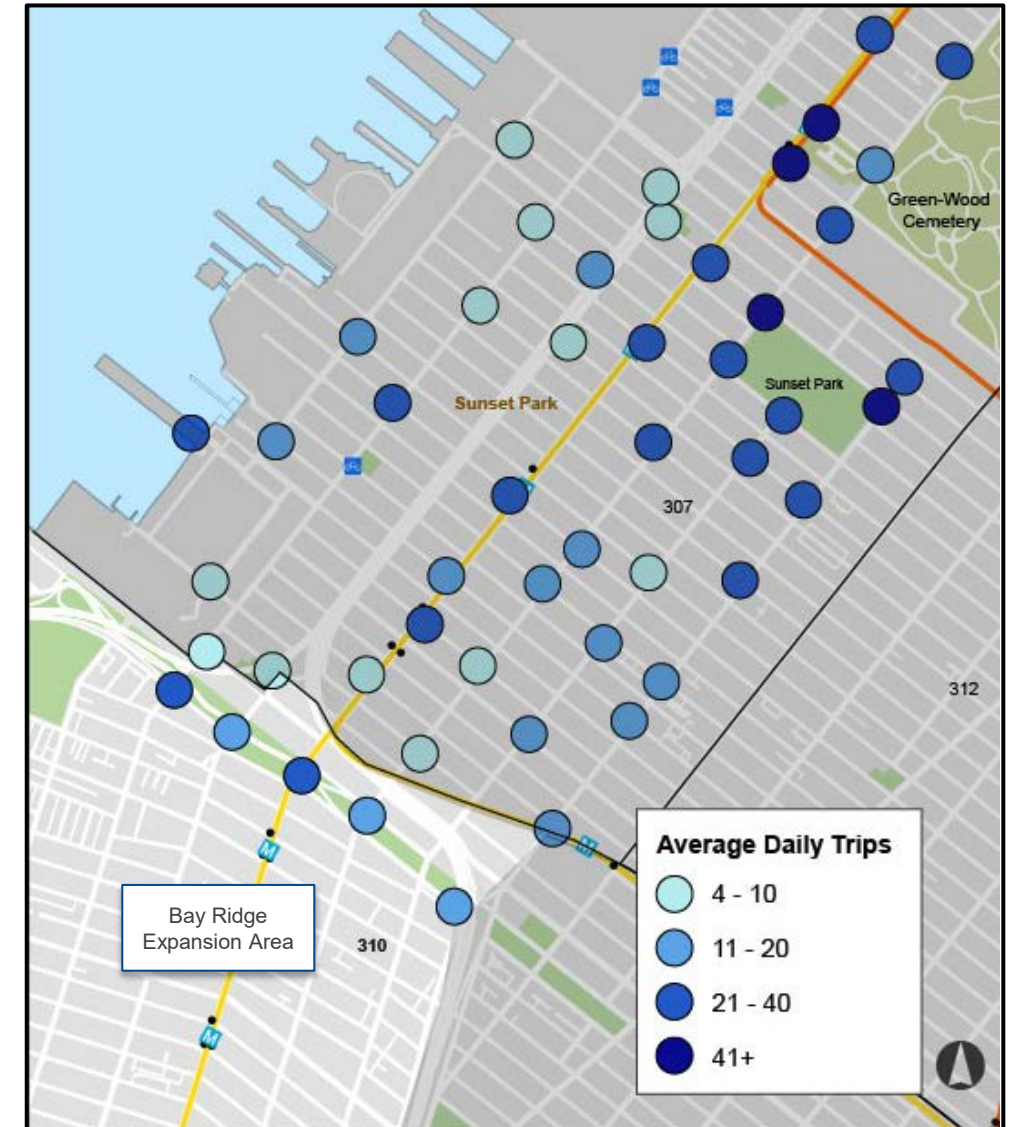 Green-Wood
Cemetery
Sunset Park
Sunset Park
307
312
M
M
M
Bay Ridge
Expansion Area
310
Average Daily Trips
4 - 10
11 - 20
21 - 40
41+